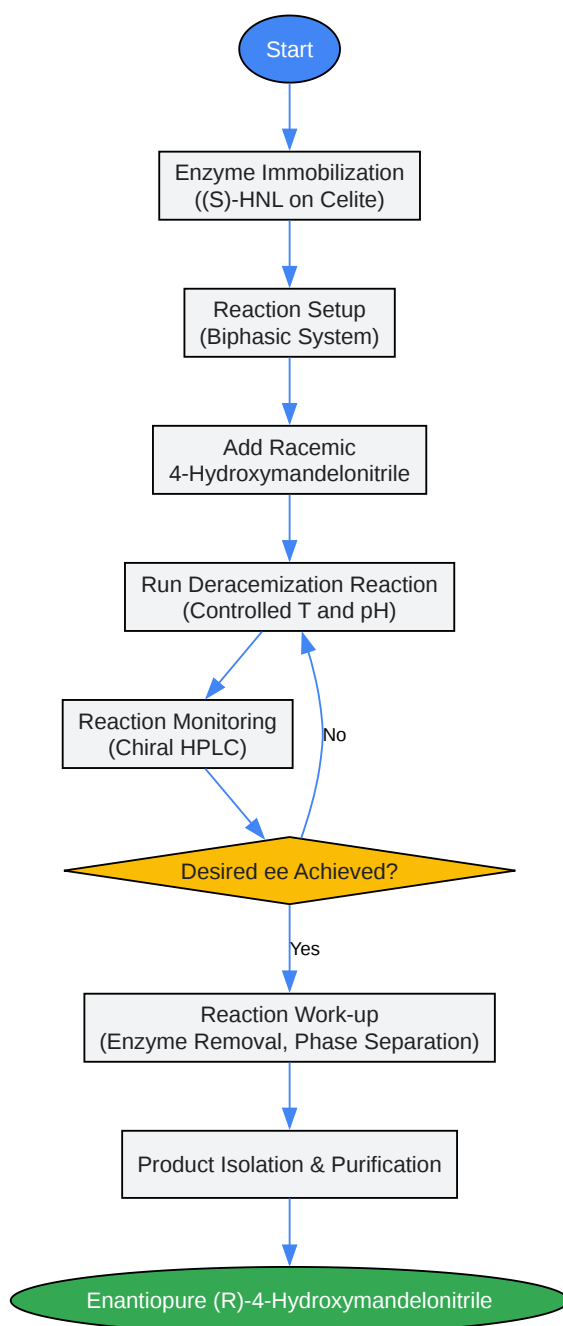 Start
Enzyme Immobilization
((S)-HNL on Celite)
Reaction Setup
(Biphasic System)
Add Racemic
4-Hydroxymandelonitrile
Run Deracemization Reaction
(Controlled T and pH)
Reaction Monitoring
(Chiral HPLC)
No
Desired ee Achieved?
Yes
Reaction Work-up
(Enzyme Removal, Phase Separation)
Product Isolation & Purification
Enantiopure (R)-4-Hydroxymandelonitrile